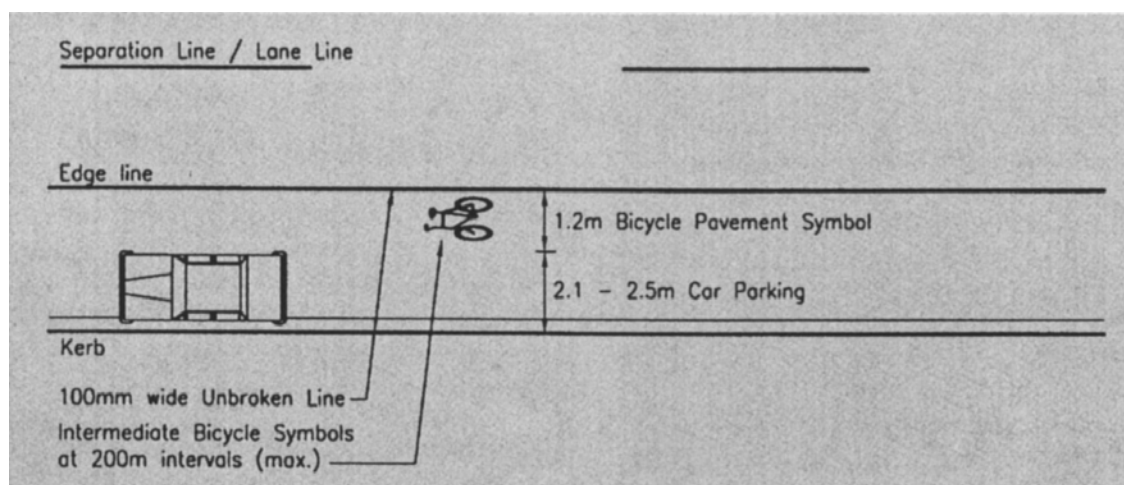 Separation Line / Lane Line
Edge line
1.2m Bicycle Pavement Symbol
2.1 - 2.5m Car Parking
Kerb
100mm wide Unbroken Line
Intermediate Bicycle Symbols
at 200m intervals (max.)